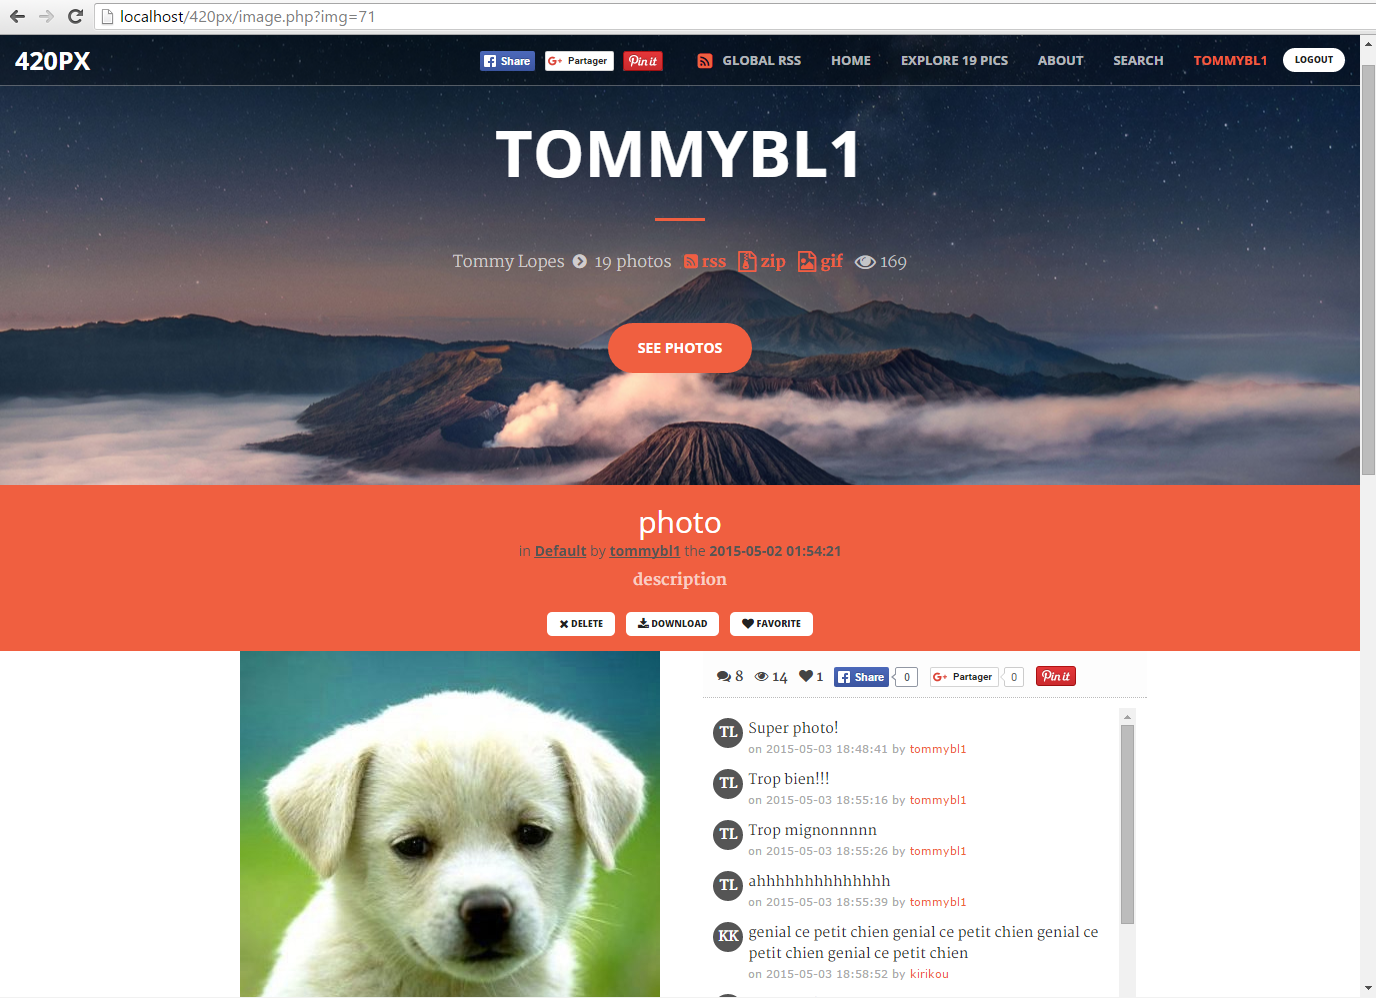 localhost/420px/image.php?img=71
420PX
Share
G+ Partager
Pin it
GLOBAL RSS
HOME
EXPLORE 19 PICS
ABOUT
SEARCH
TOMMYBL1
LOGOUT
TOMMYBL1
Tommy Lopes 19 photos rss zip gif 169
SEE PHOTOS
photo
in Default by tommybl1 the 2015-05-02 01:54:21
description
DELETE
DOWNLOAD
FAVORITE
8 14 1 Share 0 G+ Partager 0 Pin it
TL Super photo!
on 2015-05-03 18:48:41 by tommybl1
TL Trop bien!!!
on 2015-05-03 18:55:16 by tommybl1
TL Trop mignonnnnn
on 2015-05-03 18:55:26 by tommybl1
TL ahhhhhhhhhhhhhh
on 2015-05-03 18:55:39 by tommybl1
KK genial ce petit chien genial ce petit chien genial ce
petit chien genial ce petit chien
on 2015-05-03 18:58:52 by kirikou